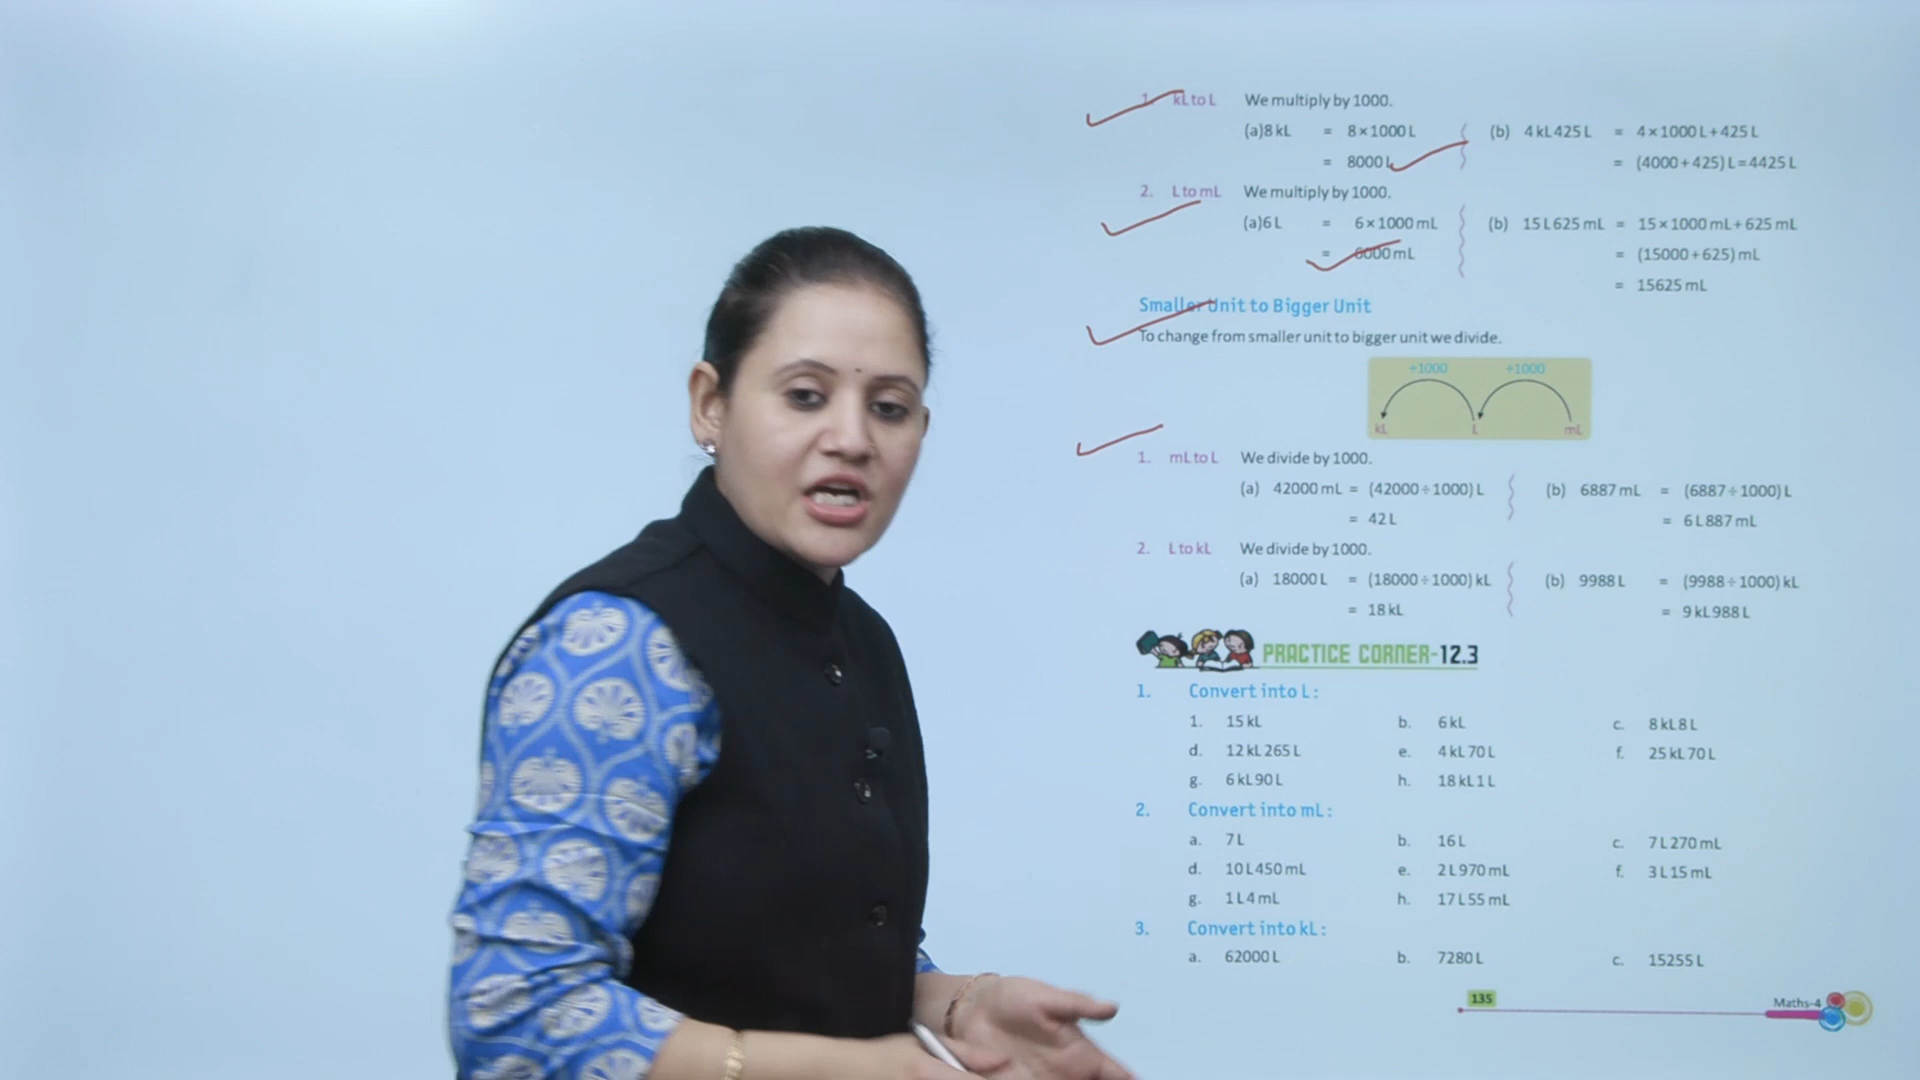 1. kL to L We multiply by 1000.
(a) 8 kL = 8 × 1000 L (b) 4 kL 425 L = 4 × 1000 L + 425 L
= 8000 L = (4000 + 425) L = 4425 L
2. L to mL We multiply by 1000.
(a) 6 L = 6 × 1000 mL (b) 15 L 625 mL = 15 × 1000 mL + 625 mL
= 6000 mL = (15000 + 625) mL
= 15625 mL
Smaller Unit to Bigger Unit
To change from smaller unit to bigger unit we divide.
÷1000 ÷1000
kL L mL
1. mL to L We divide by 1000.
(a) 42000 mL = (42000 ÷ 1000) L (b) 6887 mL = (6887 ÷ 1000) L
= 42 L = 6 L 887 mL
2. L to kL We divide by 1000.
(a) 18000 L = (18000 ÷ 1000) kL (b) 9988 L = (9988 ÷ 1000) kL
= 18 kL = 9 kL 988 L
PRACTICE CORNER-12.3
1. Convert into L :
1. 15 kL b. 6 kL c. 8 kL 8 L
d. 12 kL 265 L e. 4 kL 70 L f. 25 kL 70 L
g. 6 kL 90 L h. 18 kL 1 L
2. Convert into mL :
a. 7 L b. 16 L c. 7 L 270 mL
d. 10 L 450 mL e. 2 L 970 mL f. 3 L 15 mL
g. 1 L 4 mL h. 17 L 55 mL
3. Convert into kL :
a. 62000 L b. 7280 L c. 15255 L
135 Maths-4